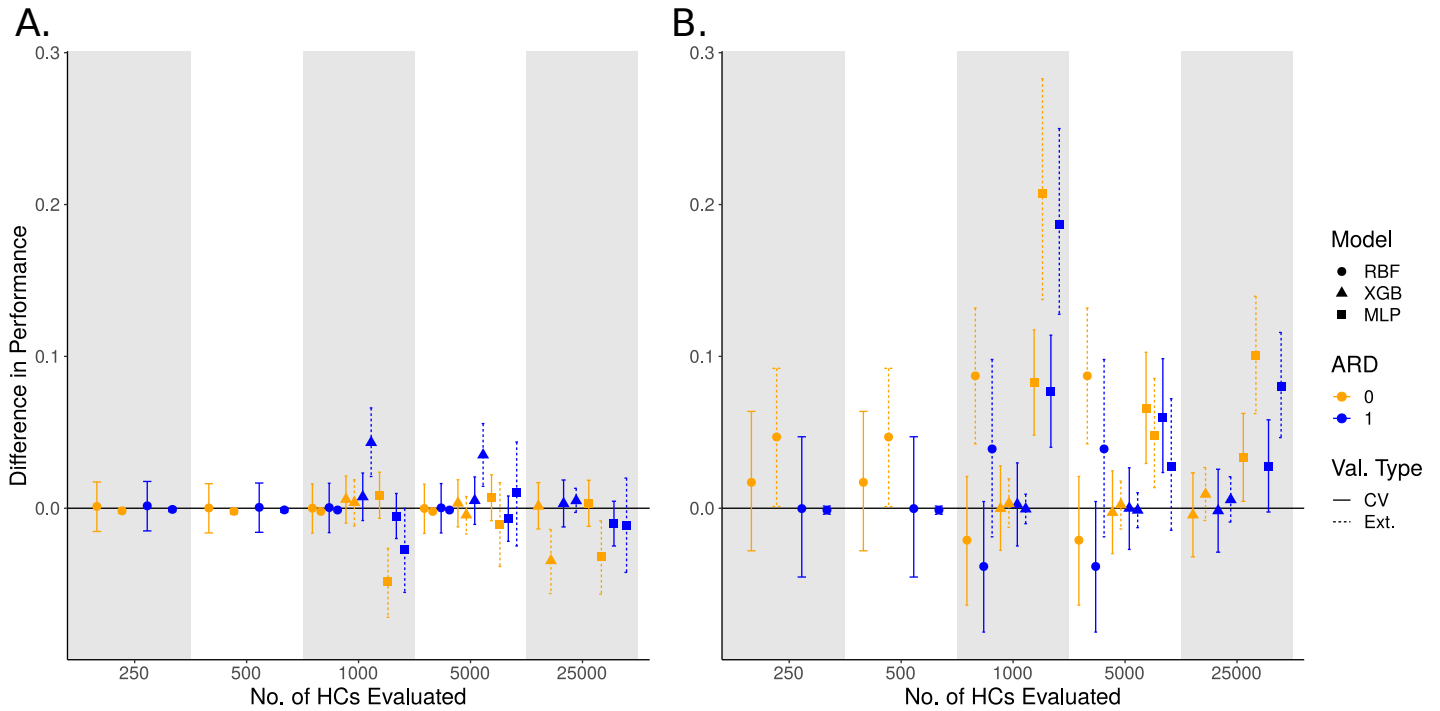 A.
B.
Difference in Performance
0.3
0.2
0.1
0.0
250 500 1000 5000 25000
No. of HCs Evaluated
0.3
0.2
0.1
0.0
250 500 1000 5000 25000
No. of HCs Evaluated
Model
RBF
XGB
MLP
ARD
0
1
Val. Type
CV
Ext.